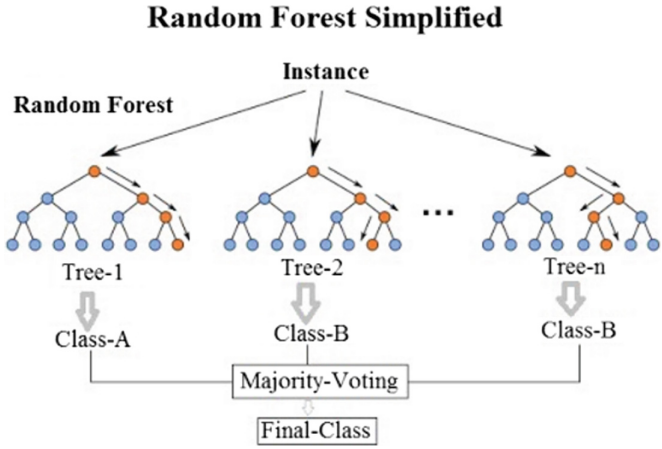 Random Forest Simplified
Instance
Random Forest
...
Tree-1
Tree-2
Tree-n
Class-A
Class-B
Class-B
Majority-Voting
Final-Class